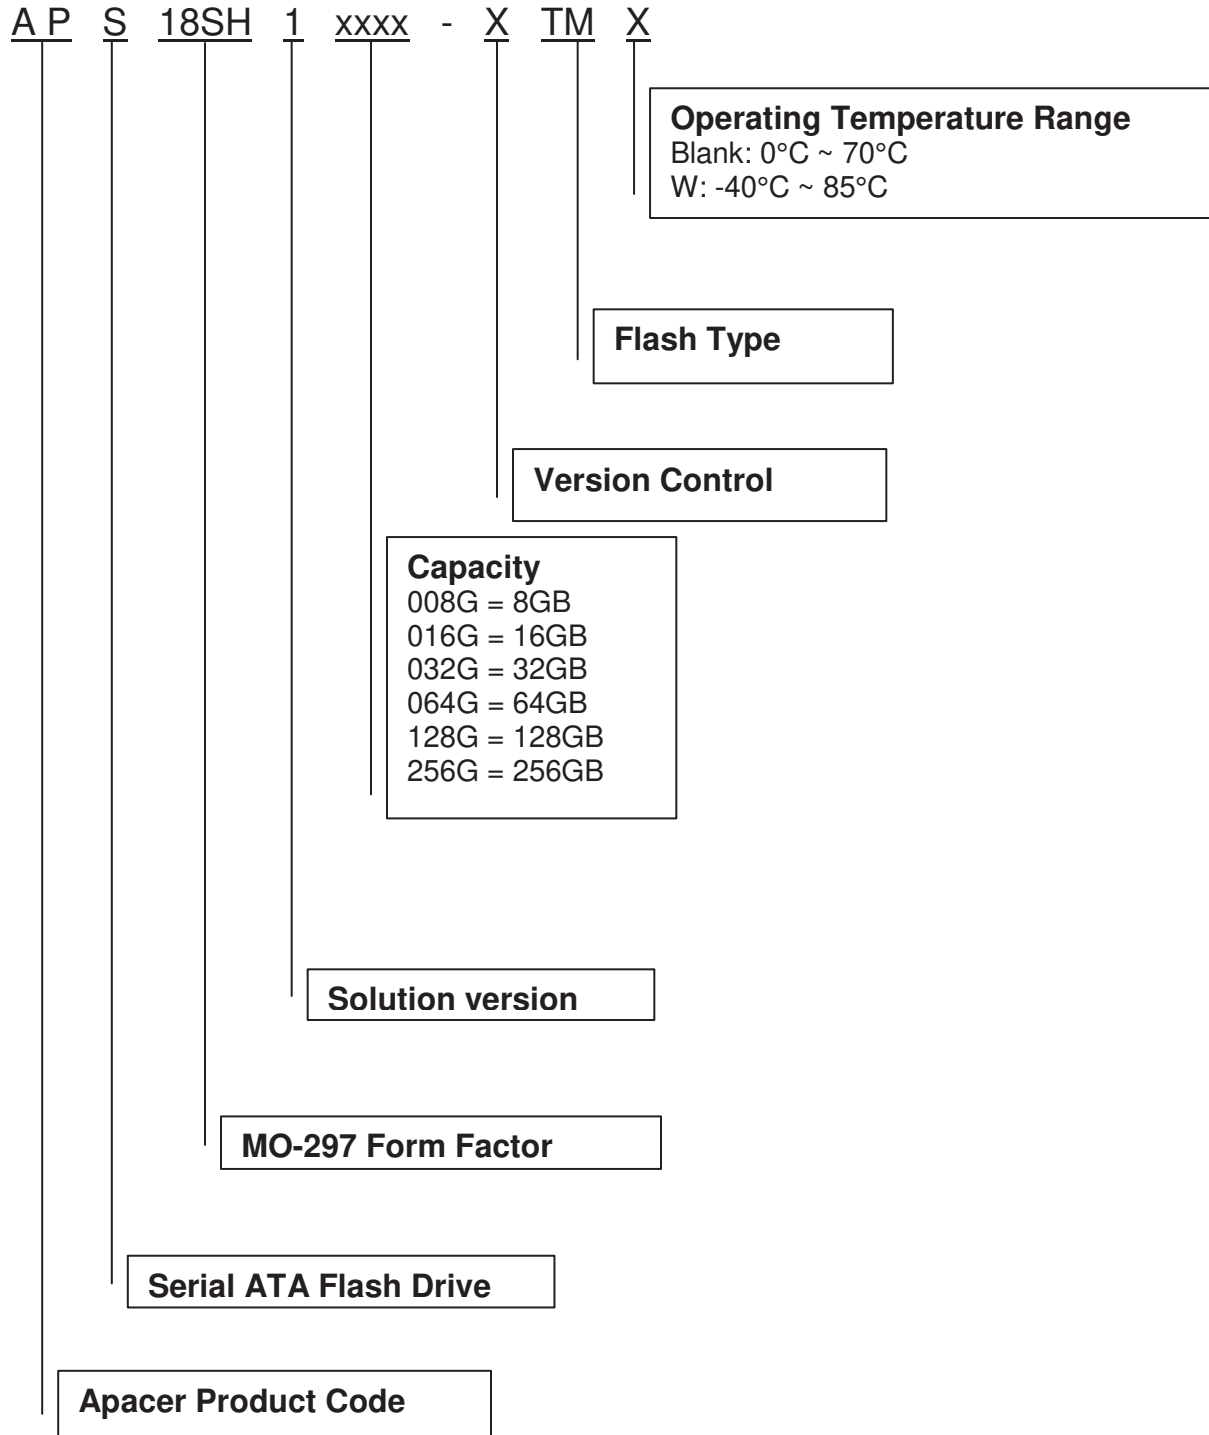 AP S 18SH 1 xxxx - X TM X
Operating Temperature Range
Blank: 0°C ~ 70°C
W: -40°C ~ 85°C
Flash Type
Version Control
Capacity
008G = 8GB
016G = 16GB
032G = 32GB
064G = 64GB
128G = 128GB
256G = 256GB
Solution version
MO-297 Form Factor
Serial ATA Flash Drive
Apacer Product Code